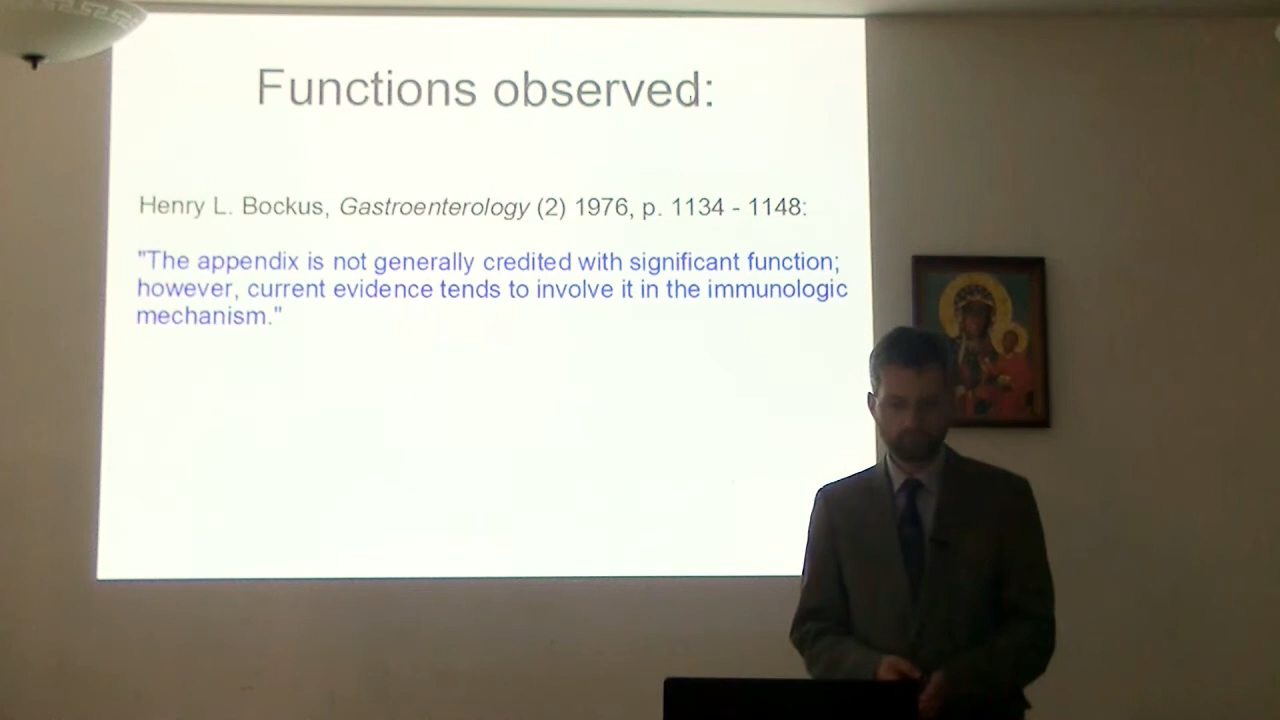 Functions observed:
Henry L. Bockus, Gastroenterology (2) 1976, p. 1134 - 1148:
"The appendix is not generally credited with significant function;
however, current evidence tends to involve it in the immunologic
mechanism."